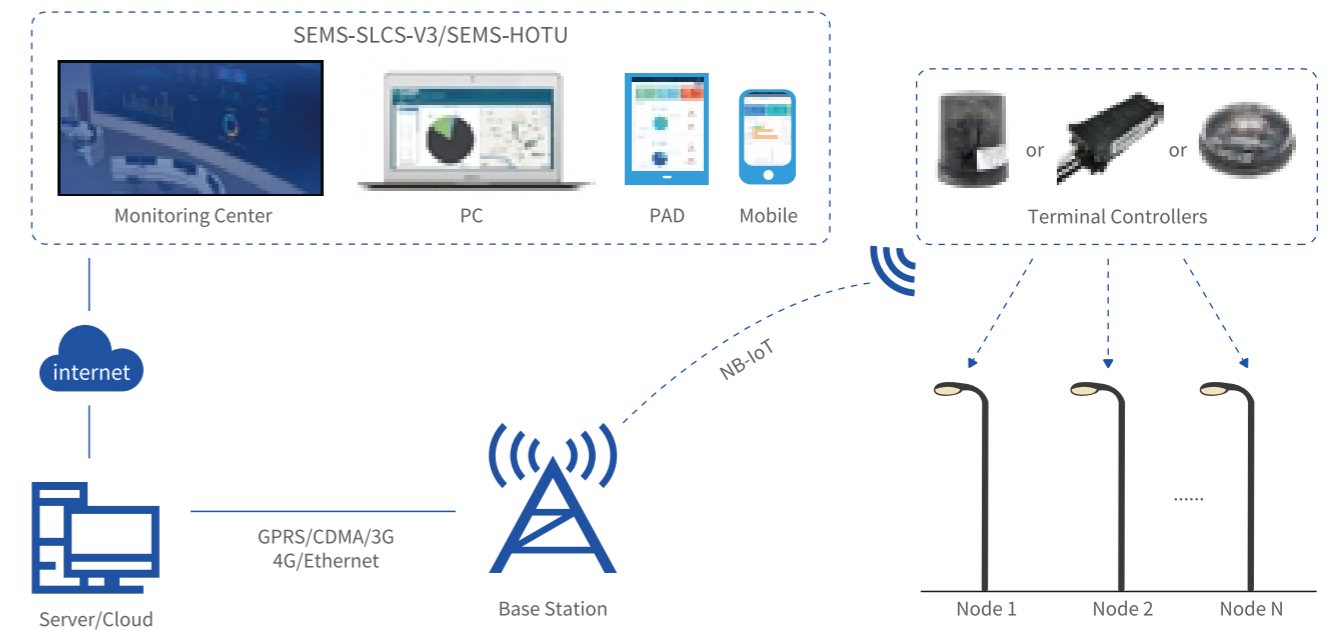 SEMS-SLCS-V3/SEMS-HOTU
Monitoring Center
PC
PAD
Mobile
or
or
Terminal Controllers
internet
NB-IoT
GPRS/CDMA/3G
4G/Ethernet
Server/Cloud
Base Station
......
Node 1
Node 2
Node N